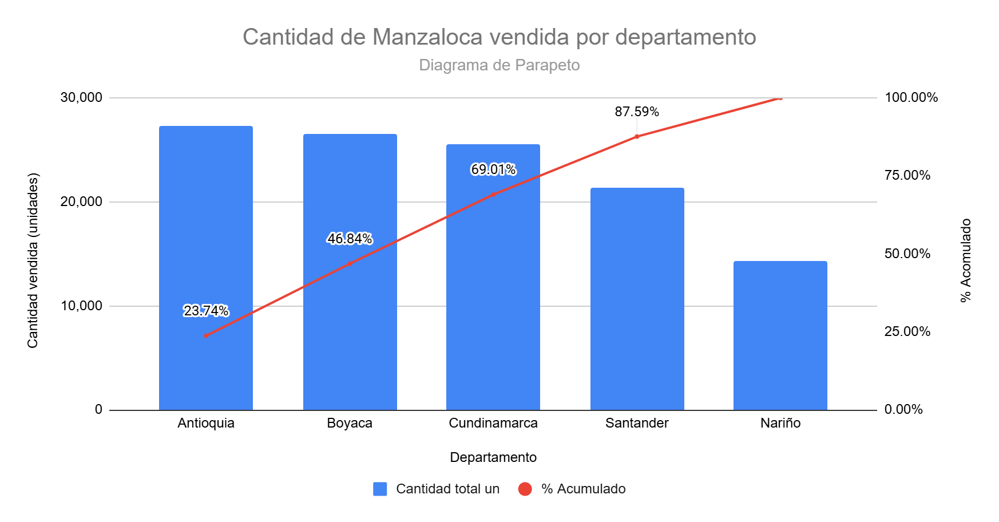 Cantidad de Manzaloca vendida por departamento
Diagrama de Parapeto
30,000
20,000
10,000
0
Cantidad vendida (unidades)
100.00%
75.00%
50.00%
25.00%
0.00%
% Acomulado
23.74%
46.84%
69.01%
87.59%
Antioquia
Boyaca
Cundinamarca
Santander
Nariño
Departamento
Cantidad total un
% Acumulado